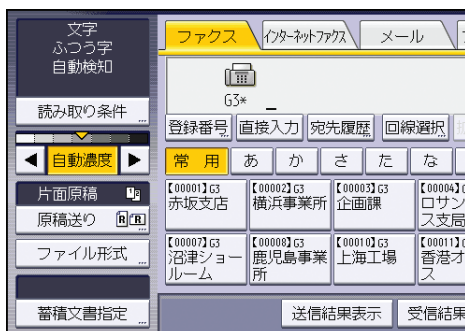 文字
ふつう字
自動検知
読み取り条件
自動濃度
片面原稿
原稿送り
ファイル形式
蓄積文書指定
ファクス
インターネットファクス
メール
G3*
登録番号
直接入力
宛先履歴
回線選択
常用
あ
か
さ
た
な
【00001】G3
赤坂支店
【00002】G3
横浜事業所
【00003】G3
企画課
【00004】G
ロサン
ス支局
【00007】G3
沼津ショー
ルーム
【00008】G3
鹿児島事業
所
【00010】G3
上海工場
【00011】G
香港オ
ス
送信結果表示
受信結果